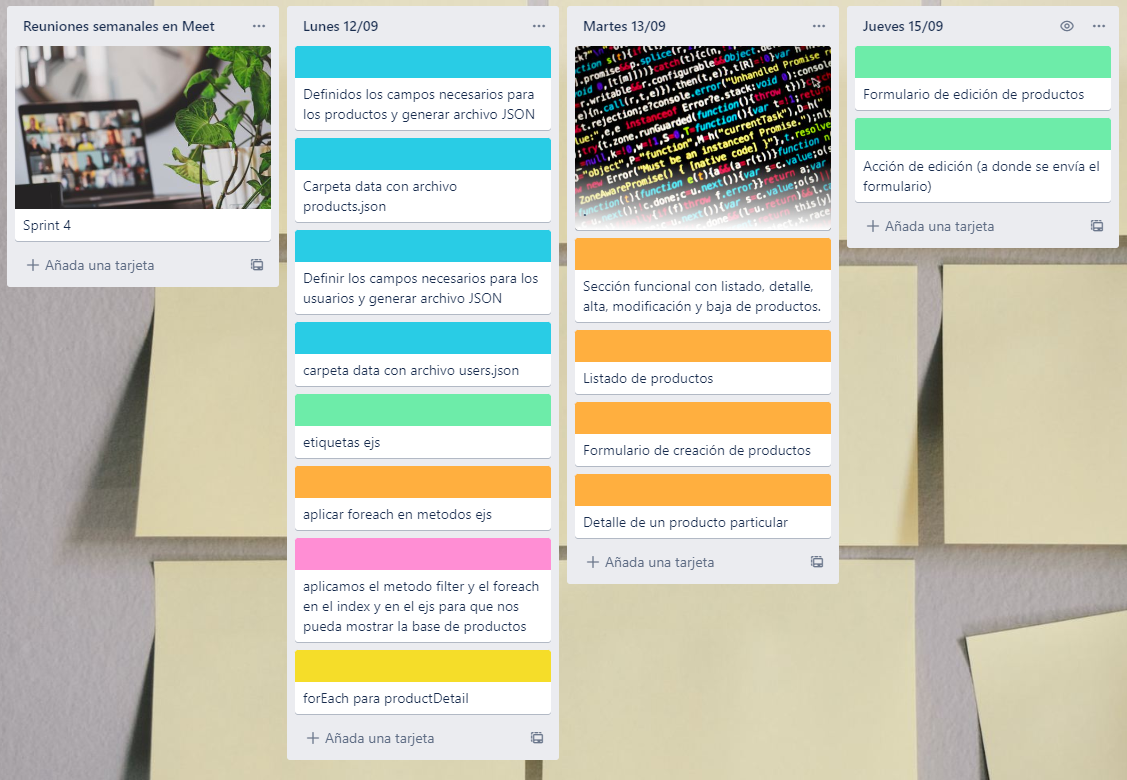 Reuniones semanales en Meet
Sprint 4
Añada una tarjeta
Lunes 12/09
Definidos los campos necesarios para
los productos y generar archivo JSON
Carpeta data con archivo
products.json
Definir los campos necesarios para los
usuarios y generar archivo JSON
carpeta data con archivo users.json
etiquetas ejs
aplicar foreach en metodos ejs
aplicamos el metodo filter y el foreach
en el index y en el ejs para que nos
pueda mostrar la base de productos
forEach para productDetail
Añada una tarjeta
Martes 13/09
.
Sección funcional con listado, detalle,
alta, modificación y baja de productos.
Listado de productos
Formulario de creación de productos
Detalle de un producto particular
Añada una tarjeta
Jueves 15/09
Formulario de edición de productos
Acción de edición (a donde se envía el
formulario)
Añada una tarjeta